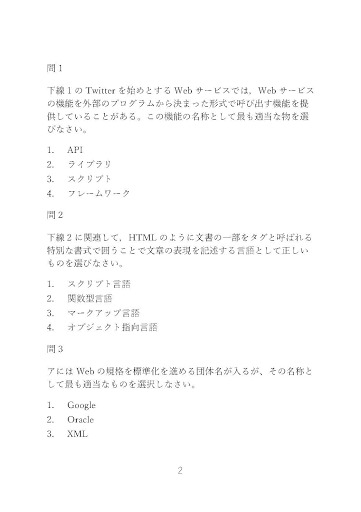 問 1
下線 1 の Twitter を始めとする Web サービスでは，Web サービス
の機能を外部のプログラムから決まった形式で呼び出す機能を提
供していることがある。この機能の名称として最も適当な物を選
びなさい。
1. API
2. ライブラリ
3. スクリプト
4. フレームワーク
問 2
下線 2 に関連して，HTML のように文書の一部をタグと呼ばれる
特別な書式で囲うことで文章の表現を記述する言語として正しい
ものを選びなさい。
1. スクリプト言語
2. 関数型言語
3. マークアップ言語
4. オブジェクト指向言語
問 3
アには Web の規格を標準化を進める団体名が入るが、その名称と
して最も適当なものを選択しなさい。
1. Google
2. Oracle
3. XML
2